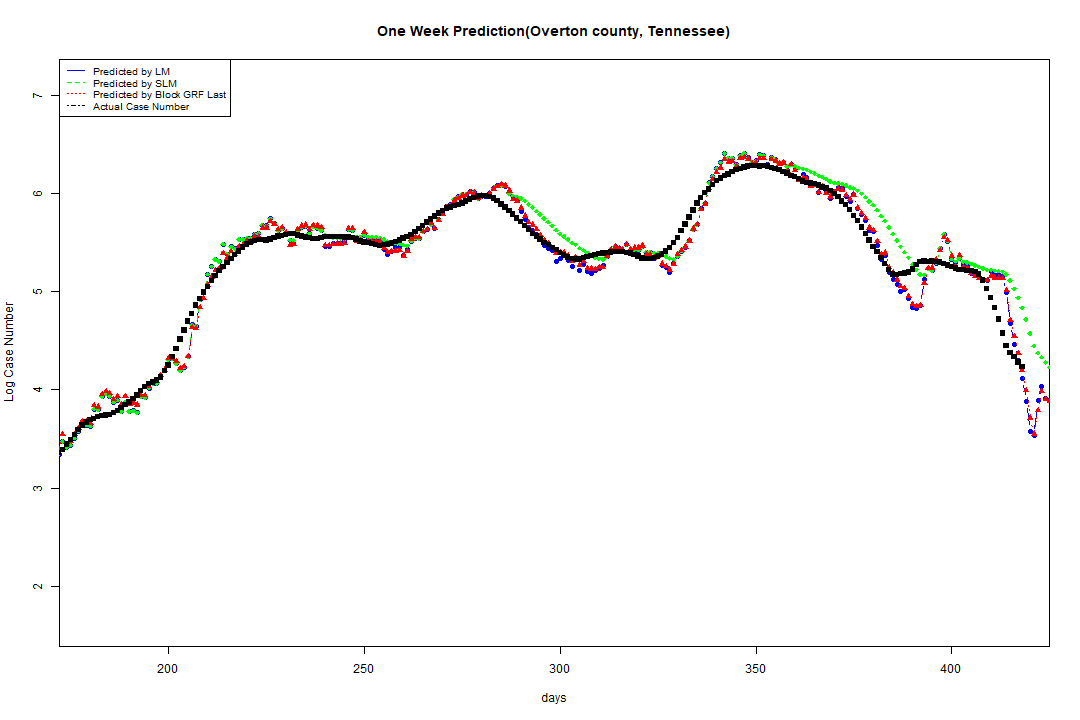 One Week Prediction(Overton county, Tennessee)
Predicted by LM
Predicted by SLM
Predicted by Block GRF Last
Actual Case Number
7
6
5
4
3
2
Log Case Number
200 250 300 350 400
days